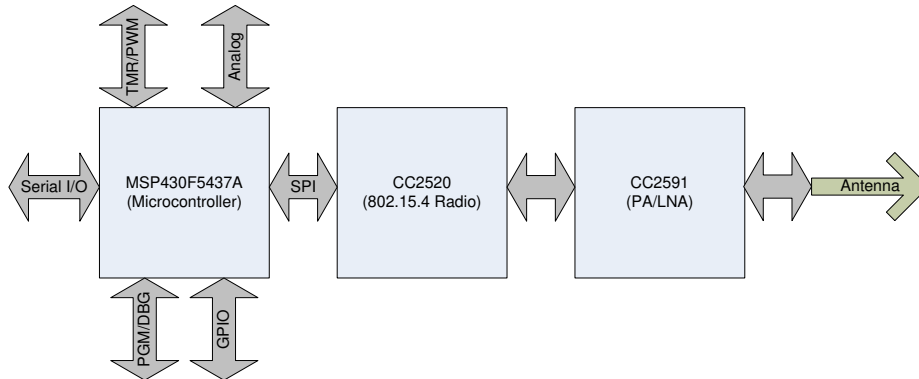 TMR/PWM
Analog
Serial I/O
MSP430F5437A
(Microcontroller)
SPI
CC2520
(802.15.4 Radio)
CC2591
(PA/LNA)
Antenna
PGM/DBG
GPIO